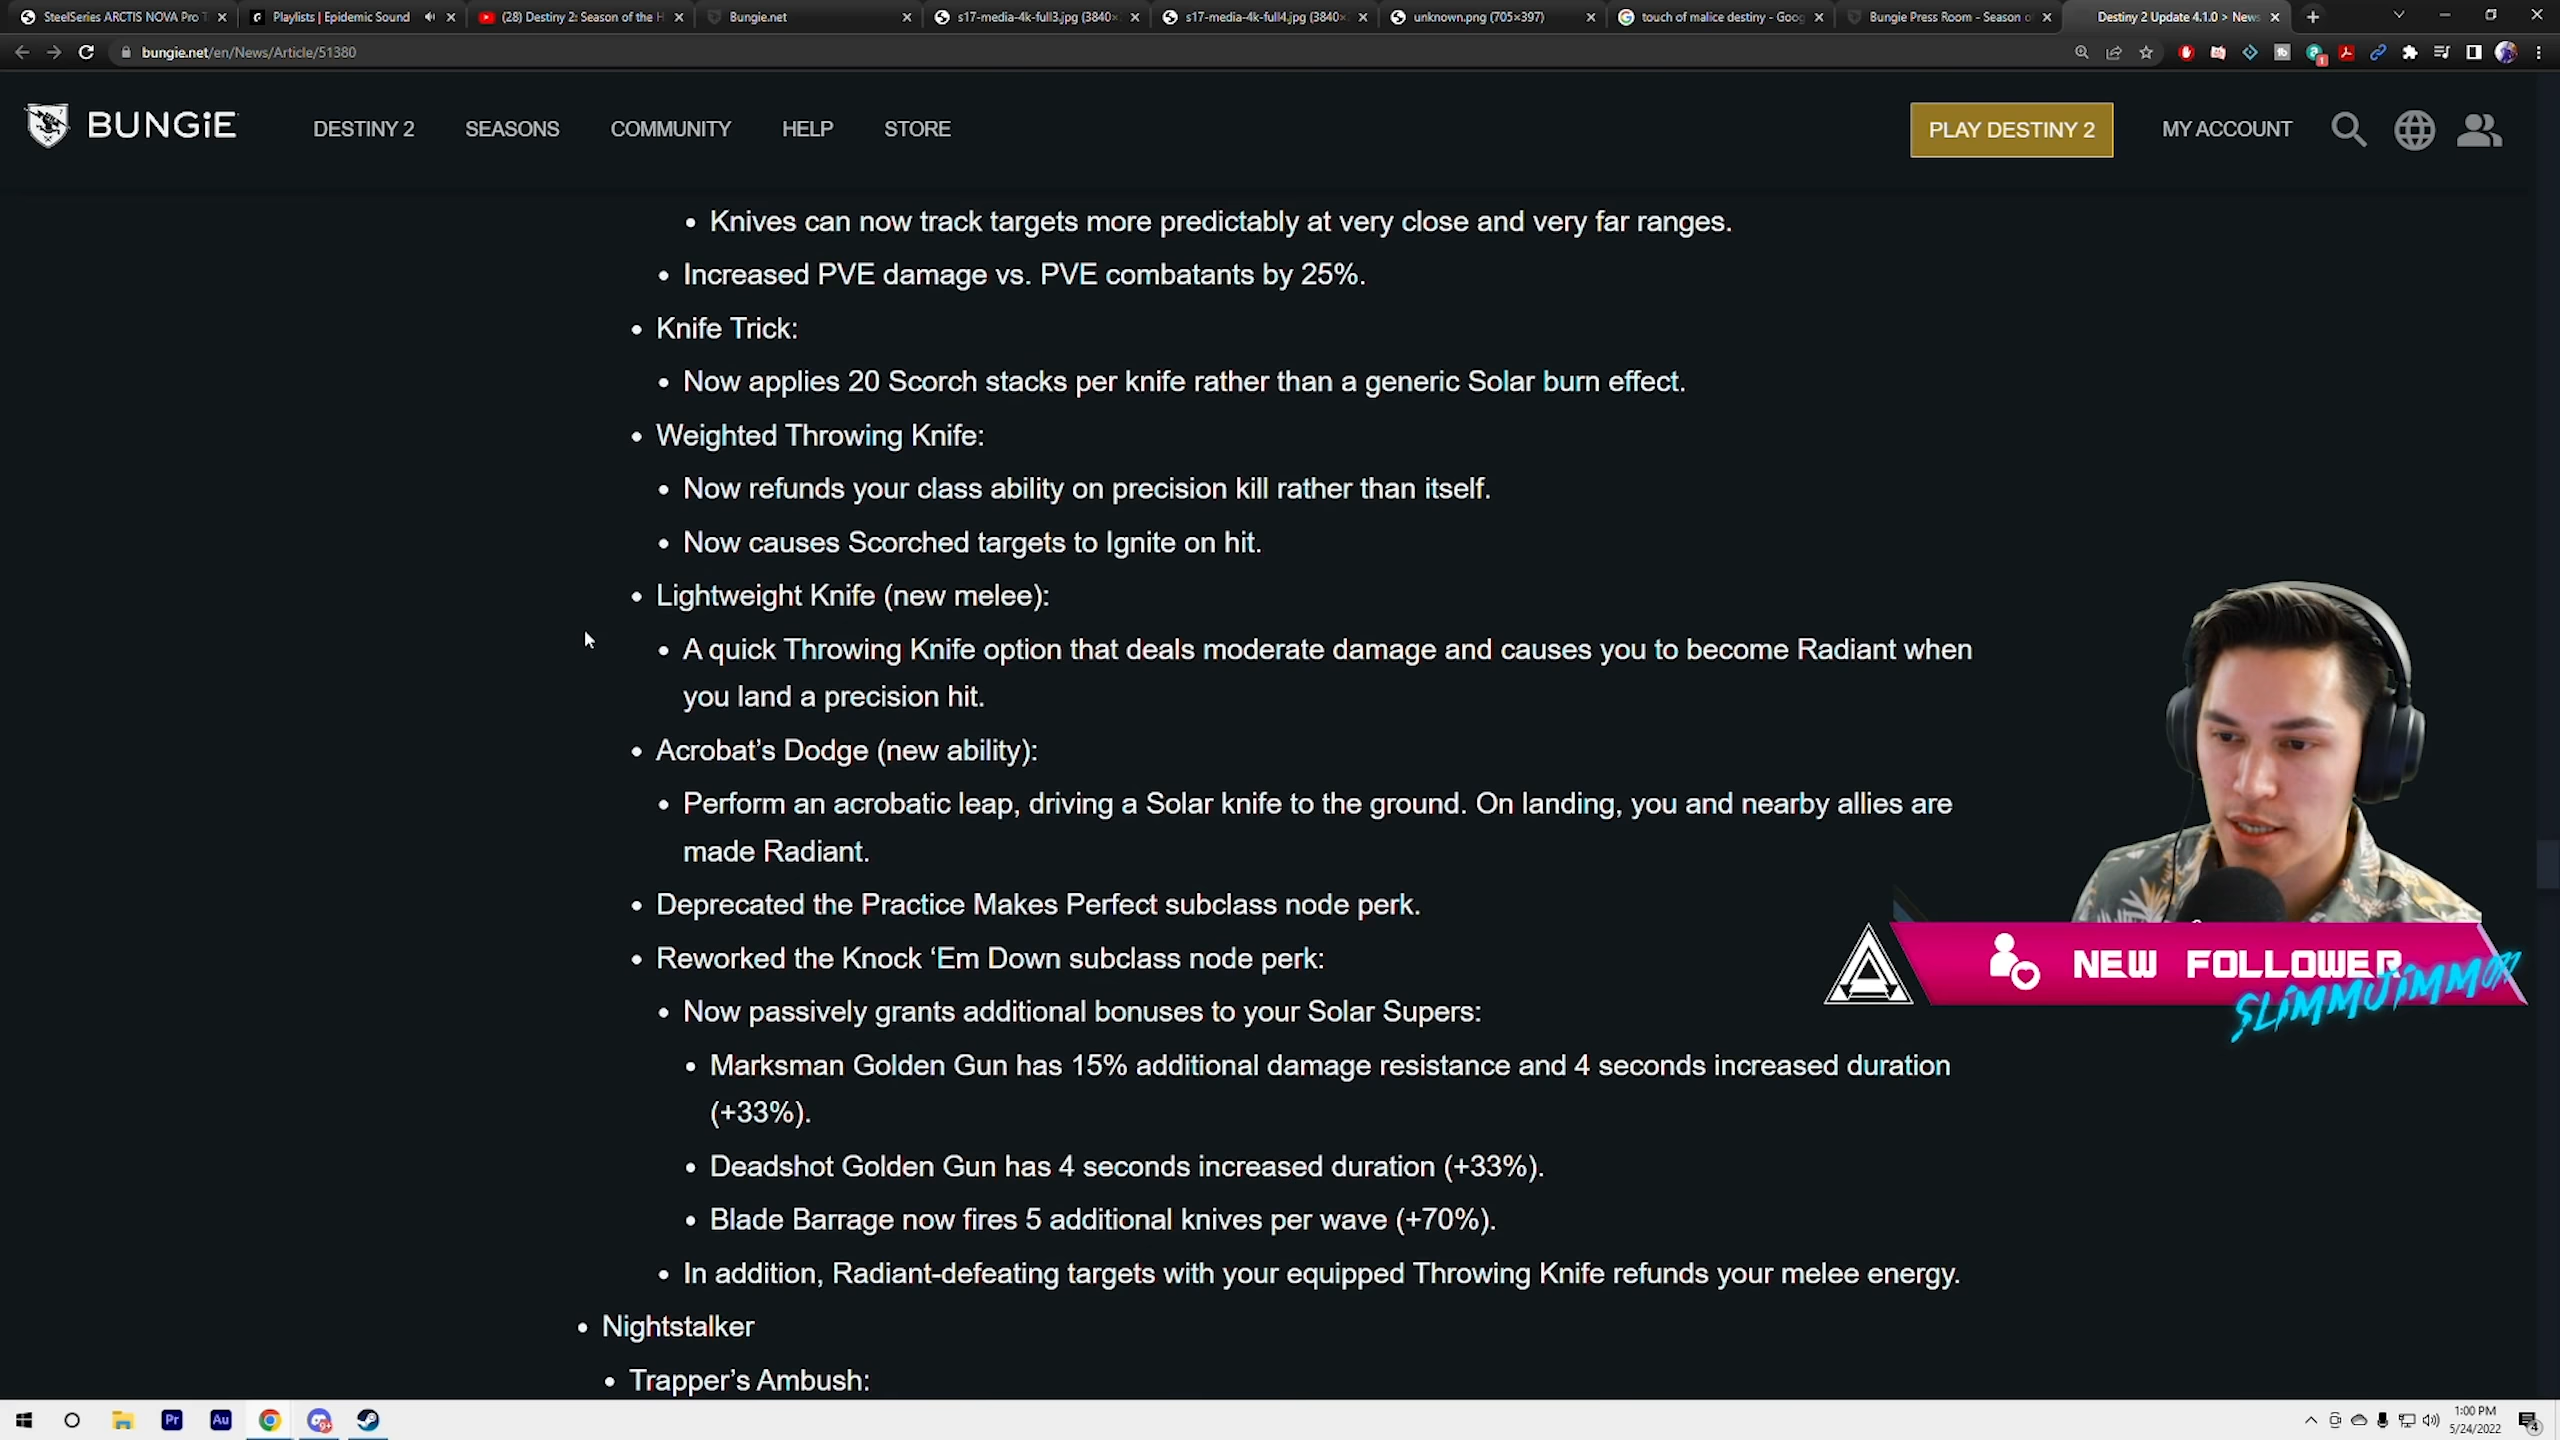 SteelSeries ARCTIS NOVA Pro T
Playlists | Epidemic Sound
(28) Destiny 2: Season of the H
Bungie.net
s17-media-4k-full3.jpg (3840×
s17-media-4k-full4.jpg (3840×
unknown.png (705×397)
touch of malice destiny - Goog
Bungie Press Room - Season o
Destiny 2 Update 4.1.0 > News
bungie.net/en/News/Article/51380
BUNGiE
DESTINY 2
SEASONS
COMMUNITY
HELP
STORE
PLAY DESTINY 2
MY ACCOUNT
• Knives can now track targets more predictably at very close and very far ranges.
• Increased PVE damage vs. PVE combatants by 25%.
• Knife Trick:
• Now applies 20 Scorch stacks per knife rather than a generic Solar burn effect.
• Weighted Throwing Knife:
• Now refunds your class ability on precision kill rather than itself.
• Now causes Scorched targets to Ignite on hit.
• Lightweight Knife (new melee):
• A quick Throwing Knife option that deals moderate damage and causes you to become Radiant when
you land a precision hit.
• Acrobat’s Dodge (new ability):
• Perform an acrobatic leap, driving a Solar knife to the ground. On landing, you and nearby allies are
made Radiant.
• Deprecated the Practice Makes Perfect subclass node perk.
• Reworked the Knock ‘Em Down subclass node perk:
• Now passively grants additional bonuses to your Solar Supers:
• Marksman Golden Gun has 15% additional damage resistance and 4 seconds increased duration
(+33%).
• Deadshot Golden Gun has 4 seconds increased duration (+33%).
• Blade Barrage now fires 5 additional knives per wave (+70%).
• In addition, Radiant-defeating targets with your equipped Throwing Knife refunds your melee energy.
• Nightstalker
• Trapper’s Ambush:
NEW FOLLOWER
Pr
Au
1:00 PM
5/24/2022